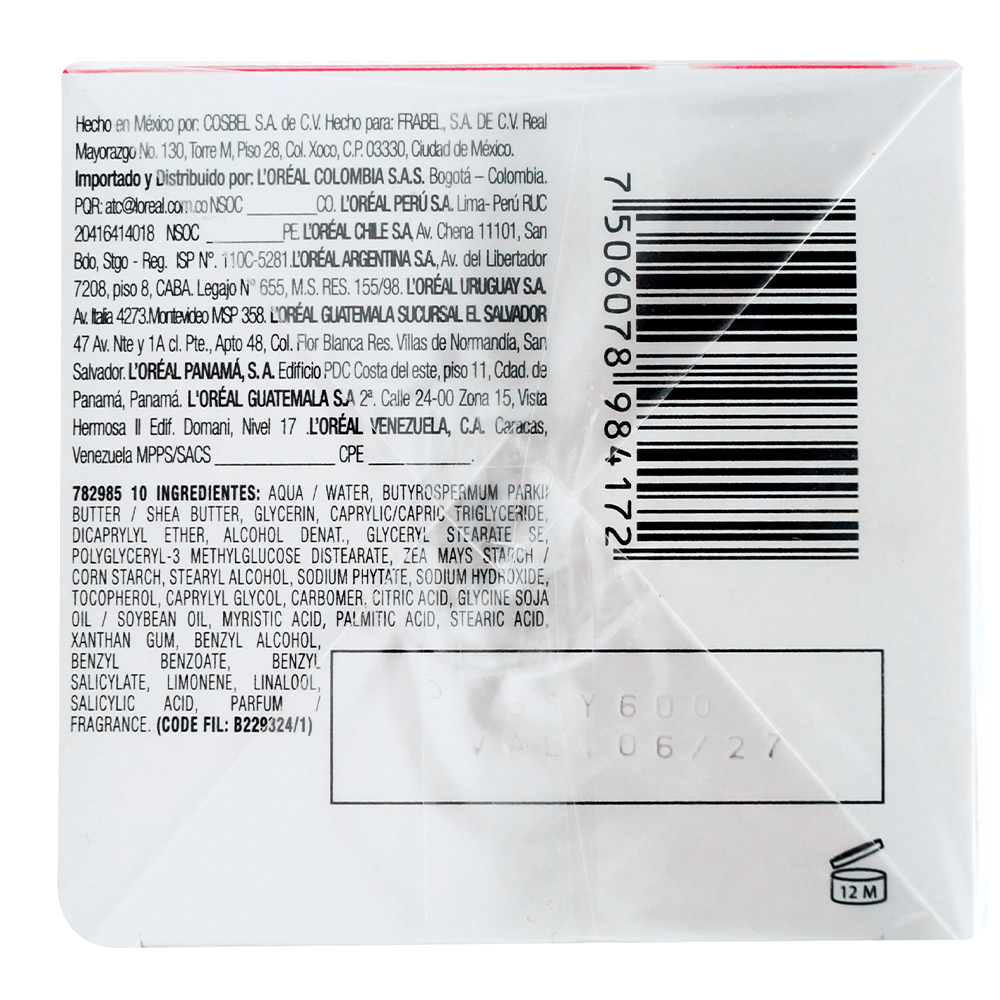 Hecho en México por: COSBEL S.A. de C.V. Hecho para: FRABEL, S.A. DE C.V. Real
Mayorazgo No. 130, Torre M, Piso 28, Col. Xoco, C.P. 03330, Ciudad de México.
Importado y Distribuido por: L'ORÉAL COLOMBIA S.A.S. Bogotá – Colombia.
PQR: atc@loreal.com.co NSOC ________CO. L'ORÉAL PERÚ S.A. Lima- Perú RUC
20416414018 NSOC ________PE. L'ORÉAL CHILE S.A, Av. Chena 11101, San
Bdo, Stgo - Reg. ISP N°. 110C-5281.L'ORÉAL ARGENTINA S.A., Av. del Libertador
7208, piso 8, CABA. Legajo N° 655, M.S. RES. 155/98. L'ORÉAL URUGUAY S.A.
Av. Italia 4273.Montevideo MSP 358. L'ORÉAL GUATEMALA SUCURSAL EL SALVADOR
47 Av. Nte y 1A cl. Pte., Apto 48, Col. Flor Blanca Res. Villas de Normandía, San
Salvador. L'ORÉAL PANAMÁ, S. A. Edificio PDC Costa del este, piso 11, Cdad. de
Panamá, Panamá. L'ORÉAL GUATEMALA S.A 2ª. Calle 24-00 Zona 15, Vista
Hermosa II Edif. Domani, Nivel 17 .L'ORÉAL VENEZUELA, C.A. Caracas,
Venezuela MPPS/SACS ______________ CPE ____________.
782985 10 INGREDIENTES: AQUA / WATER, BUTYROSPERMUM PARKII
BUTTER / SHEA BUTTER, GLYCERIN, CAPRYLIC/CAPRIC TRIGLYCERIDE,
DICAPRYLYL ETHER, ALCOHOL DENAT., GLYCERYL STEARATE SE,
POLYGLYCERYL-3 METHYLGLUCOSE DISTEARATE, ZEA MAYS STARCH /
CORN STARCH, STEARYL ALCOHOL, SODIUM PHYTATE, SODIUM HYDROXIDE,
TOCOPHEROL, CAPRYLYL GLYCOL, CARBOMER, CITRIC ACID, GLYCINE SOJA
OIL / SOYBEAN OIL, MYRISTIC ACID, PALMITIC ACID, STEARIC ACID,
XANTHAN GUM, BENZYL ALCOHOL,
BENZYL BENZOATE, BENZYL
SALICYLATE, LIMONENE, LINALOOL,
SALICYLIC ACID, PARFUM /
FRAGRANCE. (CODE FIL: B229324/1)
7 506078 984172
VAL. 06/27
12 M